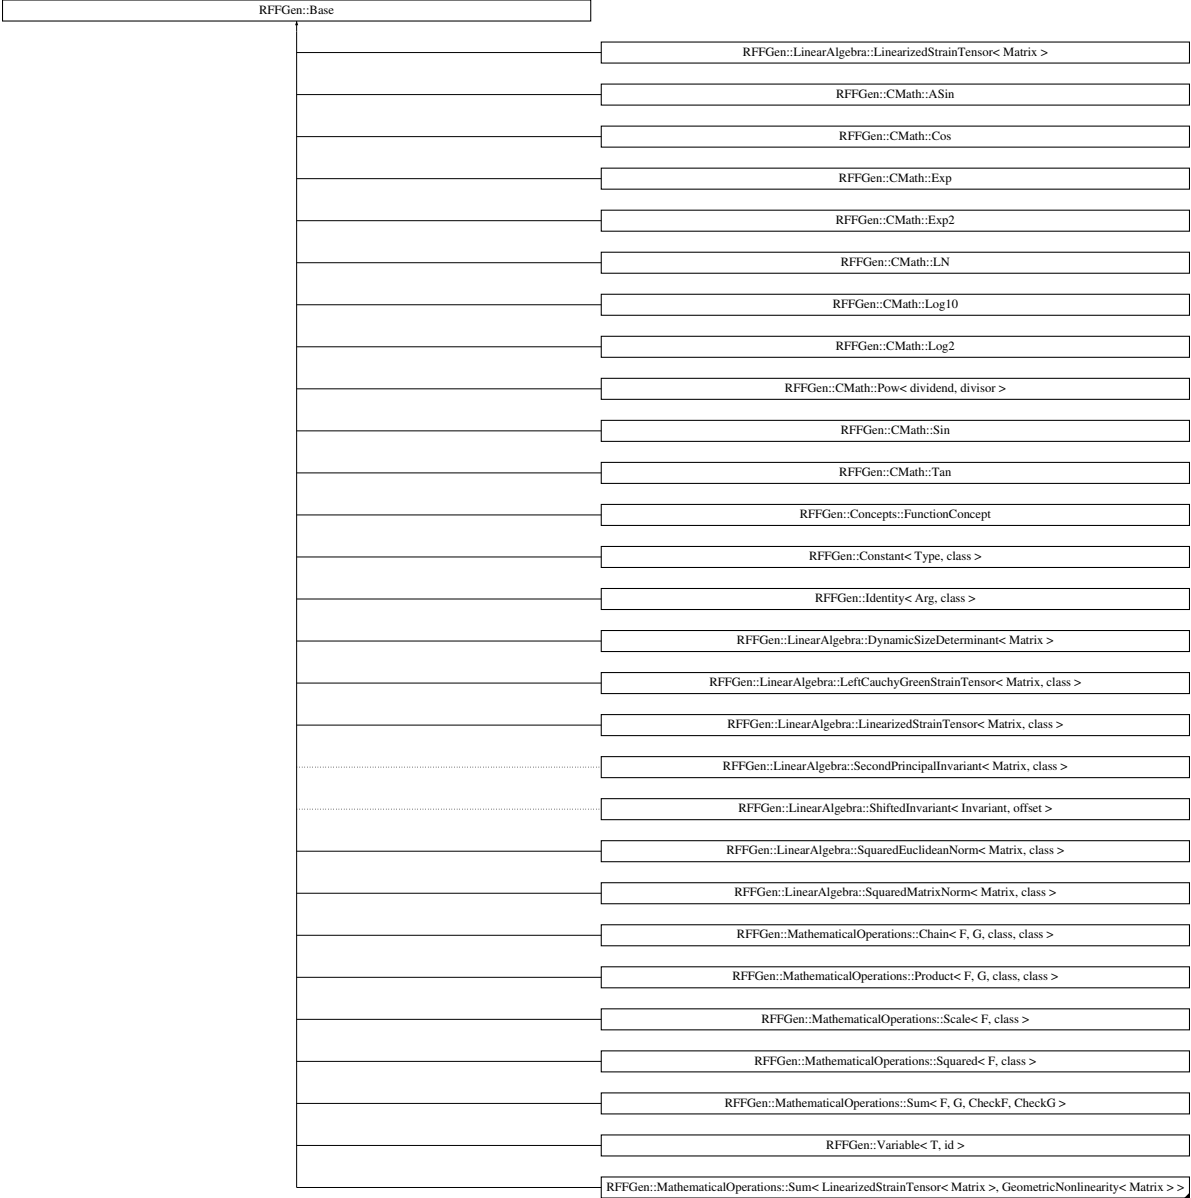 RFFGen::Base
RFFGen::LinearAlgebra::LinearizedStrainTensor< Matrix >
RFFGen::CMath::ASin
RFFGen::CMath::Cos
RFFGen::CMath::Exp
RFFGen::CMath::Exp2
RFFGen::CMath::LN
RFFGen::CMath::Log10
RFFGen::CMath::Log2
RFFGen::CMath::Pow< dividend, divisor >
RFFGen::CMath::Sin
RFFGen::CMath::Tan
RFFGen::Concepts::FunctionConcept
RFFGen::Constant< Type, class >
RFFGen::Identity< Arg, class >
RFFGen::LinearAlgebra::DynamicSizeDeterminant< Matrix >
RFFGen::LinearAlgebra::LeftCauchyGreenStrainTensor< Matrix, class >
RFFGen::LinearAlgebra::LinearizedStrainTensor< Matrix, class >
RFFGen::LinearAlgebra::SecondPrincipalInvariant< Matrix, class >
RFFGen::LinearAlgebra::ShiftedInvariant< Invariant, offset >
RFFGen::LinearAlgebra::SquaredEuclideanNorm< Matrix, class >
RFFGen::LinearAlgebra::SquaredMatrixNorm< Matrix, class >
RFFGen::MathematicalOperations::Chain< F, G, class, class >
RFFGen::MathematicalOperations::Product< F, G, class, class >
RFFGen::MathematicalOperations::Scale< F, class >
RFFGen::MathematicalOperations::Squared< F, class >
RFFGen::MathematicalOperations::Sum< F, G, CheckF, CheckG >
RFFGen::Variable< T, id >
RFFGen::MathematicalOperations::Sum< LinearizedStrainTensor< Matrix >, GeometricNonlinearity< Matrix > >